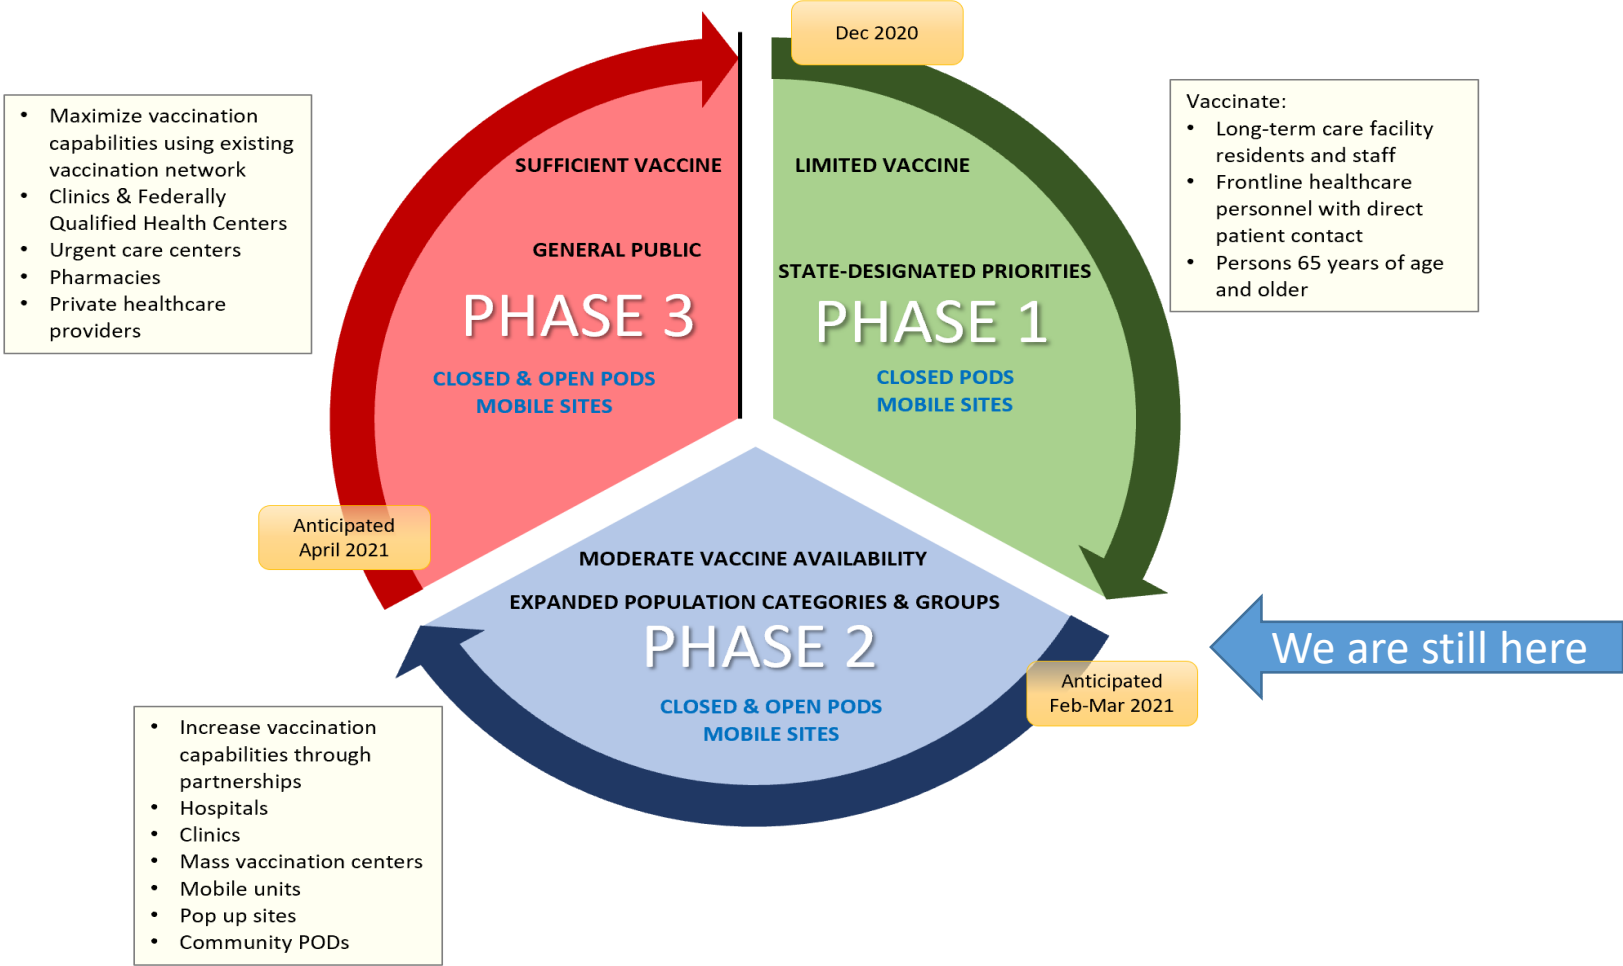 Dec 2020
Vaccinate:
• Long-term care facility
residents and staff
• Frontline healthcare
personnel with direct
patient contact
• Persons 65 years of age
and older
LIMITED VACCINE
STATE-DESIGNATED PRIORITIES
PHASE 1
CLOSED PODS
MOBILE SITES
We are still here
Anticipated
Feb-Mar 2021
MODERATE VACCINE AVAILABILITY
EXPANDED POPULATION CATEGORIES & GROUPS
PHASE 2
CLOSED & OPEN PODS
MOBILE SITES
• Increase vaccination
capabilities through
partnerships
• Hospitals
• Clinics
• Mass vaccination centers
• Mobile units
• Pop up sites
• Community PODs
Anticipated
April 2021
SUFFICIENT VACCINE
GENERAL PUBLIC
PHASE 3
CLOSED & OPEN PODS
MOBILE SITES
• Maximize vaccination
capabilities using existing
vaccination network
• Clinics & Federally
Qualified Health Centers
• Urgent care centers
• Pharmacies
• Private healthcare
providers